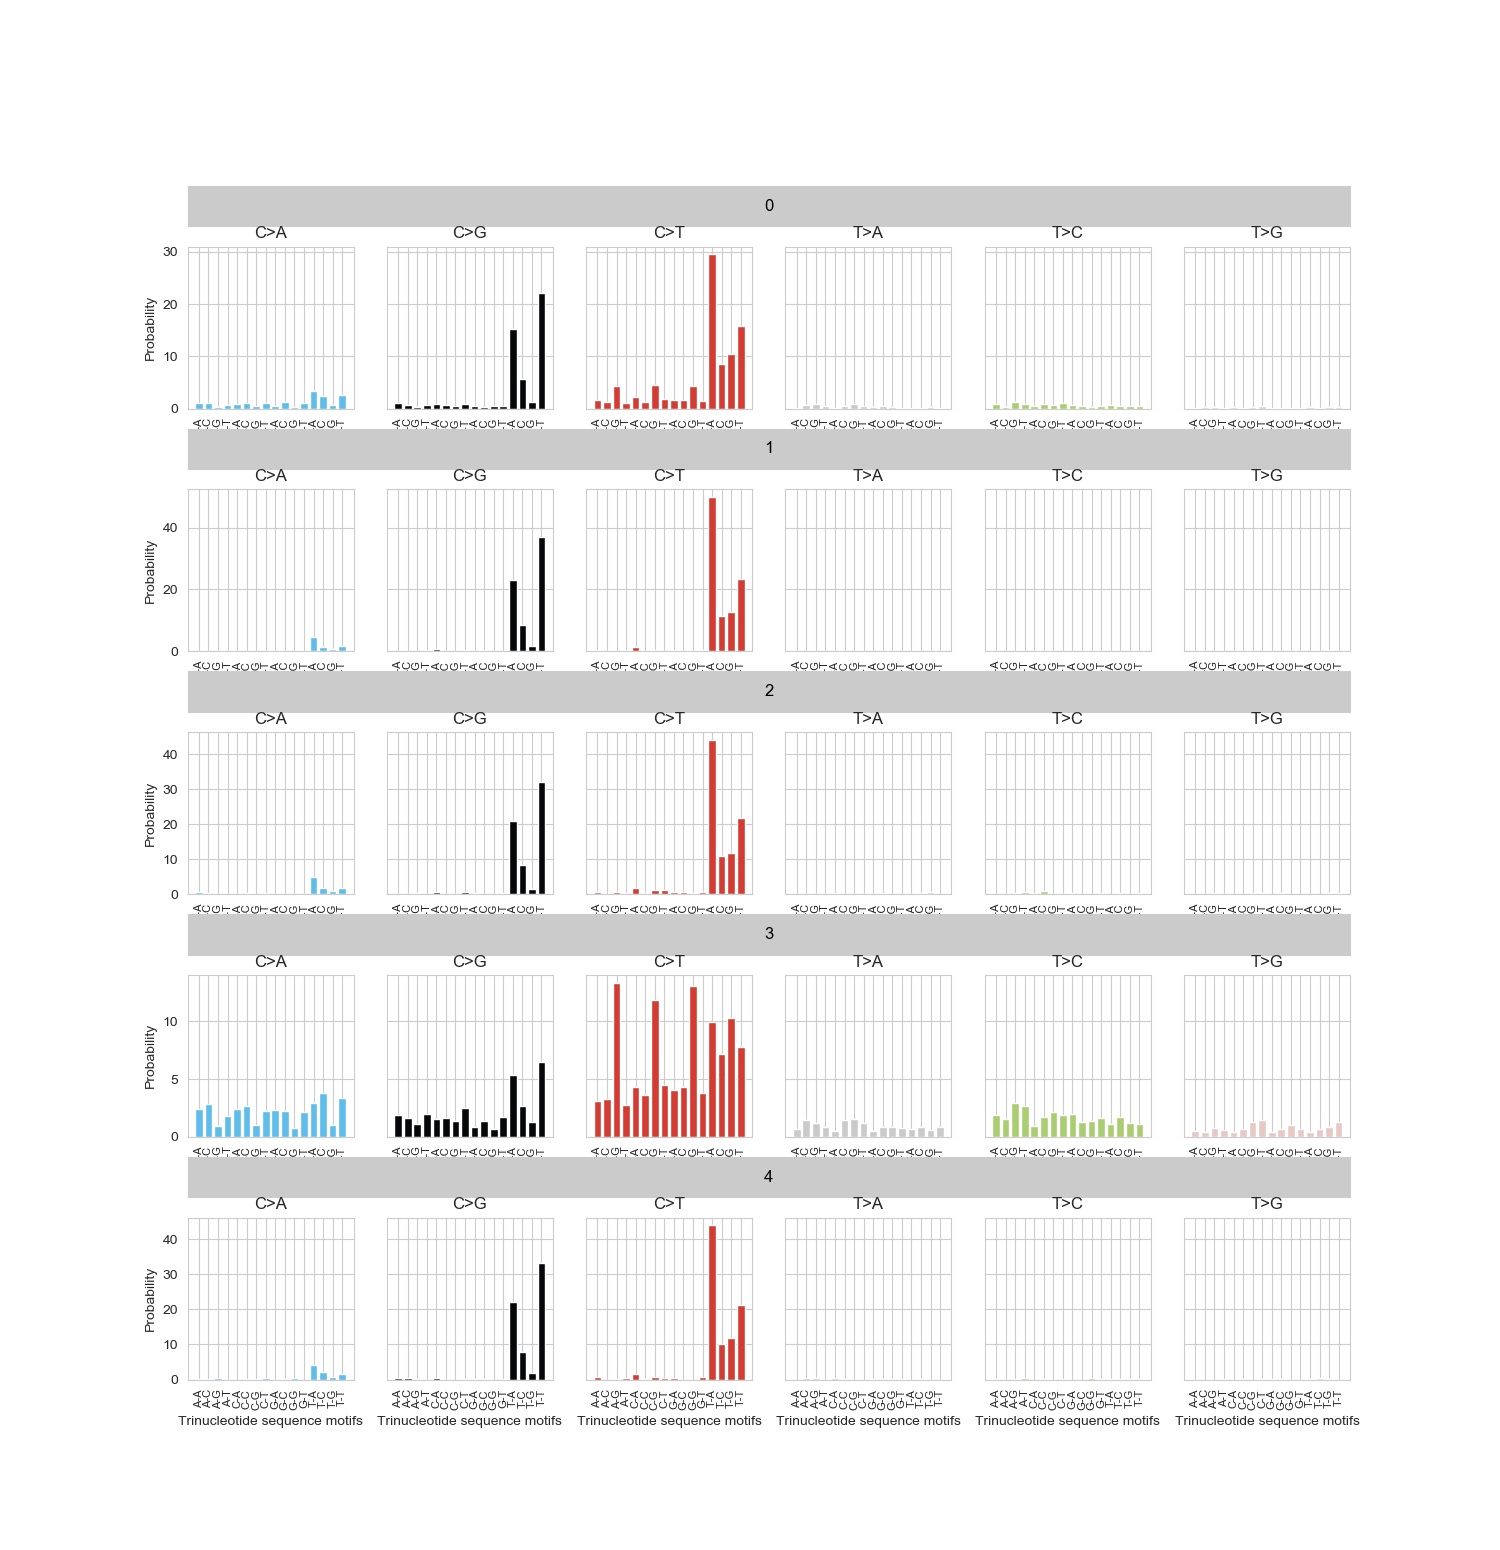 0
C>A C>G C>T T>A T>C T>G
30
20
10
0
Probability
1
C>A C>G C>T T>A T>C T>G
40
20
0
Probability
2
C>A C>G C>T T>A T>C T>G
40
30
20
10
0
Probability
3
C>A C>G C>T T>A T>C T>G
10
5
0
Probability
4
C>A C>G C>T T>A T>C T>G
40
30
20
10
0
Probability
A-A A-C A-G A-T C-A C-C C-G C-T G-A G-C G-G G-T T-A T-C T-G T-T
A-A A-C A-G A-T C-A C-C C-G C-T G-A G-C G-G G-T T-A T-C T-G T-T
A-A A-C A-G A-T C-A C-C C-G C-T G-A G-C G-G G-T T-A T-C T-G T-T
A-A A-C A-G A-T C-A C-C C-G C-T G-A G-C G-G G-T T-A T-C T-G T-T
A-A A-C A-G A-T C-A C-C C-G C-T G-A G-C G-G G-T T-A T-C T-G T-T
A-A A-C A-G A-T C-A C-C C-G C-T G-A G-C G-G G-T T-A T-C T-G T-T
Trinucleotide sequence motifs Trinucleotide sequence motifs Trinucleotide sequence motifs Trinucleotide sequence motifs Trinucleotide sequence motifs Trinucleotide sequence motifs